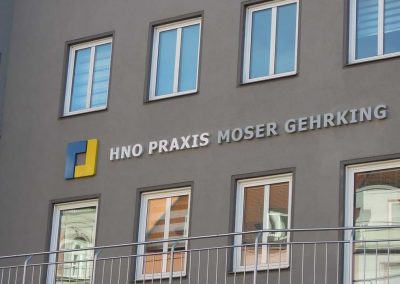 HNO PRAXIS MOSER GEHRKING